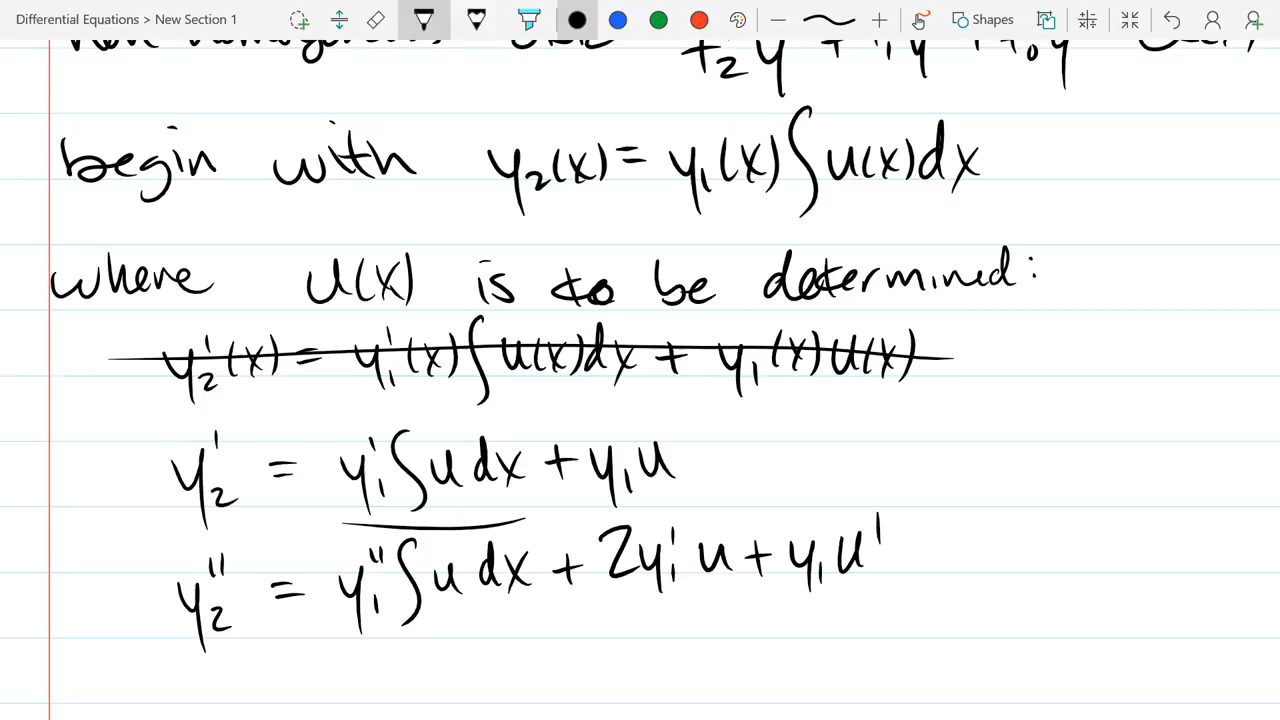 Differential Equations > New Section 1
Shapes
begin with y₂(x) = y₁(x)∫u(x)dx
where u(x) is to be determined:
y₂'(x) = y₁'(x)∫u(x)dx + y₁(x)u(x)
y₂' = y₁'∫u dx + y₁u
y₂'' = y₁''∫u dx + 2y₁'u + y₁u'